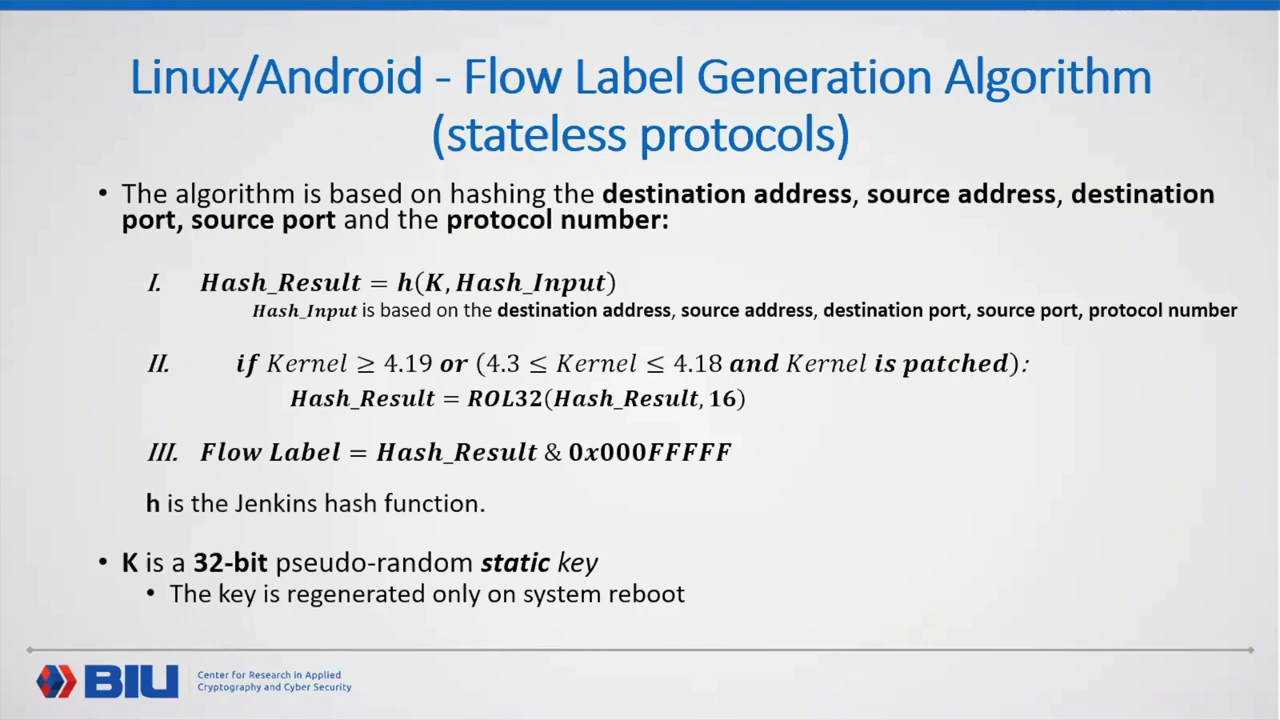 Linux/Android - Flow Label Generation Algorithm
(stateless protocols)
• The algorithm is based on hashing the destination address, source address, destination
port, source port and the protocol number:
I. Hash_Result = h(K, Hash_Input)
Hash_Input is based on the destination address, source address, destination port, source port, protocol number
II. if Kernel ≥ 4.19 or (4.3 ≤ Kernel ≤ 4.18 and Kernel is patched):
Hash_Result = ROL32(Hash_Result, 16)
III. Flow Label = Hash_Result & 0x000FFFFF
h is the Jenkins hash function.
• K is a 32-bit pseudo-random static key
• The key is regenerated only on system reboot
BIU
Center for Research in Applied
Cryptography and Cyber Security